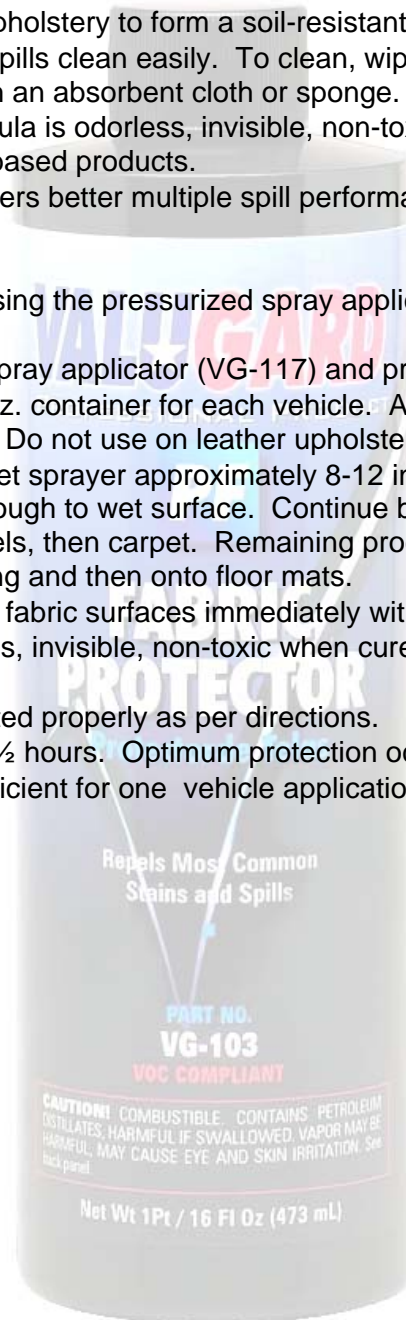 pholstery to form a soil-resistant
pills clean easily. To clean, wip
h an absorbent cloth or sponge.
ula is odorless, invisible, non-to
based products.
ers better multiple spill performa
sing the pressurized spray applic
VALUGARD
pray applicator (VG-117) and pr
PROFESSIONAL PRODUCT
z. container for each vehicle. A
Do not use on leather upholste
et sprayer approximately 8-12 in
PF
ough to wet surface. Continue b
els, then carpet. Remaining pro
ng and then onto floor mats.
FABRIC
fabric surfaces immediately wit
s, invisible, non-toxic when cure
PROTECTOR
ted properly as per directions.
½ hours. Optimum protection oc
icient for one vehicle applicatio
Repels Most Common
Stains and Spills
PART NO.
VG-103
VOC COMPLIANT
CAUTION! COMBUSTIBLE. CONTAINS PETROLEUM
DISTILLATES, HARMFUL IF SWALLOWED. VAPOR MAY BE
HARMFUL, MAY CAUSE EYE AND SKIN IRRITATION. See
back panel.
Net Wt 1Pt / 16 Fl Oz (473 mL)